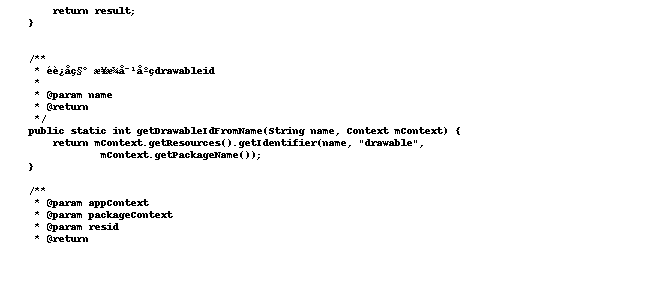 return result;
}
/**
* éè¿åç§° æ¥æ¾å¯¹åºçdrawableid
*
* @param name
* @return
*/
public static int getDrawableIdFromName(String name, Context mContext) {
return mContext.getResources().getIdentifier(name, "drawable",
mContext.getPackageName());
}
/**
* @param appContext
* @param packageContext
* @param resid
* @return